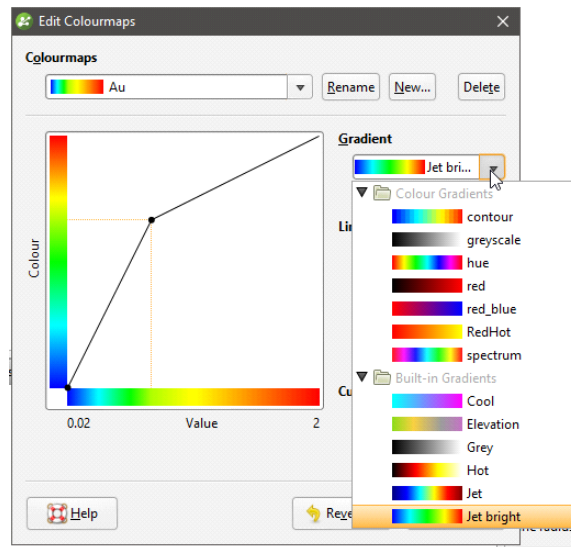 Edit Colourmaps
Colourmaps
Au
Rename New... Delete
Gradient
Jet bri...
Colour Gradients
contour
greyscale
hue
red
red_blue
RedHot
spectrum
Built-in Gradients
Cool
Elevation
Grey
Hot
Jet
Jet bright
Colour
0.02 Value 2
Help